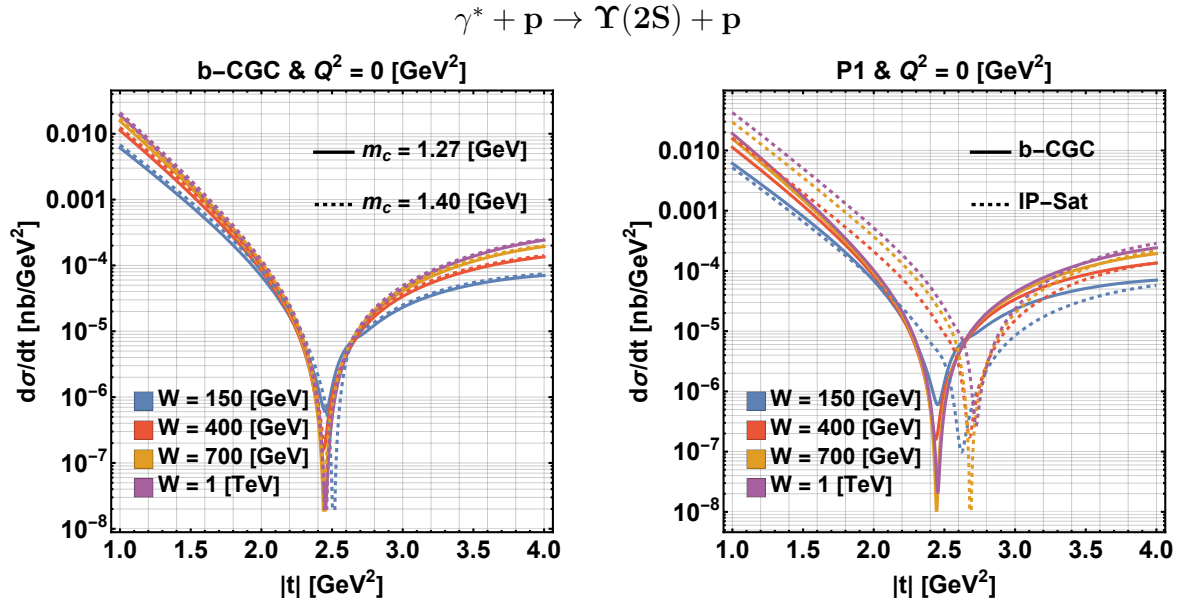 γ* + p → Υ(2S) + p
b−CGC & Q² = 0 [GeV²]
dσ/dt [nb/GeV²]
0.010
0.001
10⁻⁴
10⁻⁵
10⁻⁶
10⁻⁷
10⁻⁸
m_c = 1.27 [GeV]
m_c = 1.40 [GeV]
W = 150 [GeV]
W = 400 [GeV]
W = 700 [GeV]
W = 1 [TeV]
1.0 1.5 2.0 2.5 3.0 3.5 4.0
|t| [GeV²]
P1 & Q² = 0 [GeV²]
dσ/dt [nb/GeV²]
0.010
0.001
10⁻⁴
10⁻⁵
10⁻⁶
10⁻⁷
10⁻⁸
b−CGC
IP−Sat
W = 150 [GeV]
W = 400 [GeV]
W = 700 [GeV]
W = 1 [TeV]
1.0 1.5 2.0 2.5 3.0 3.5 4.0
|t| [GeV²]